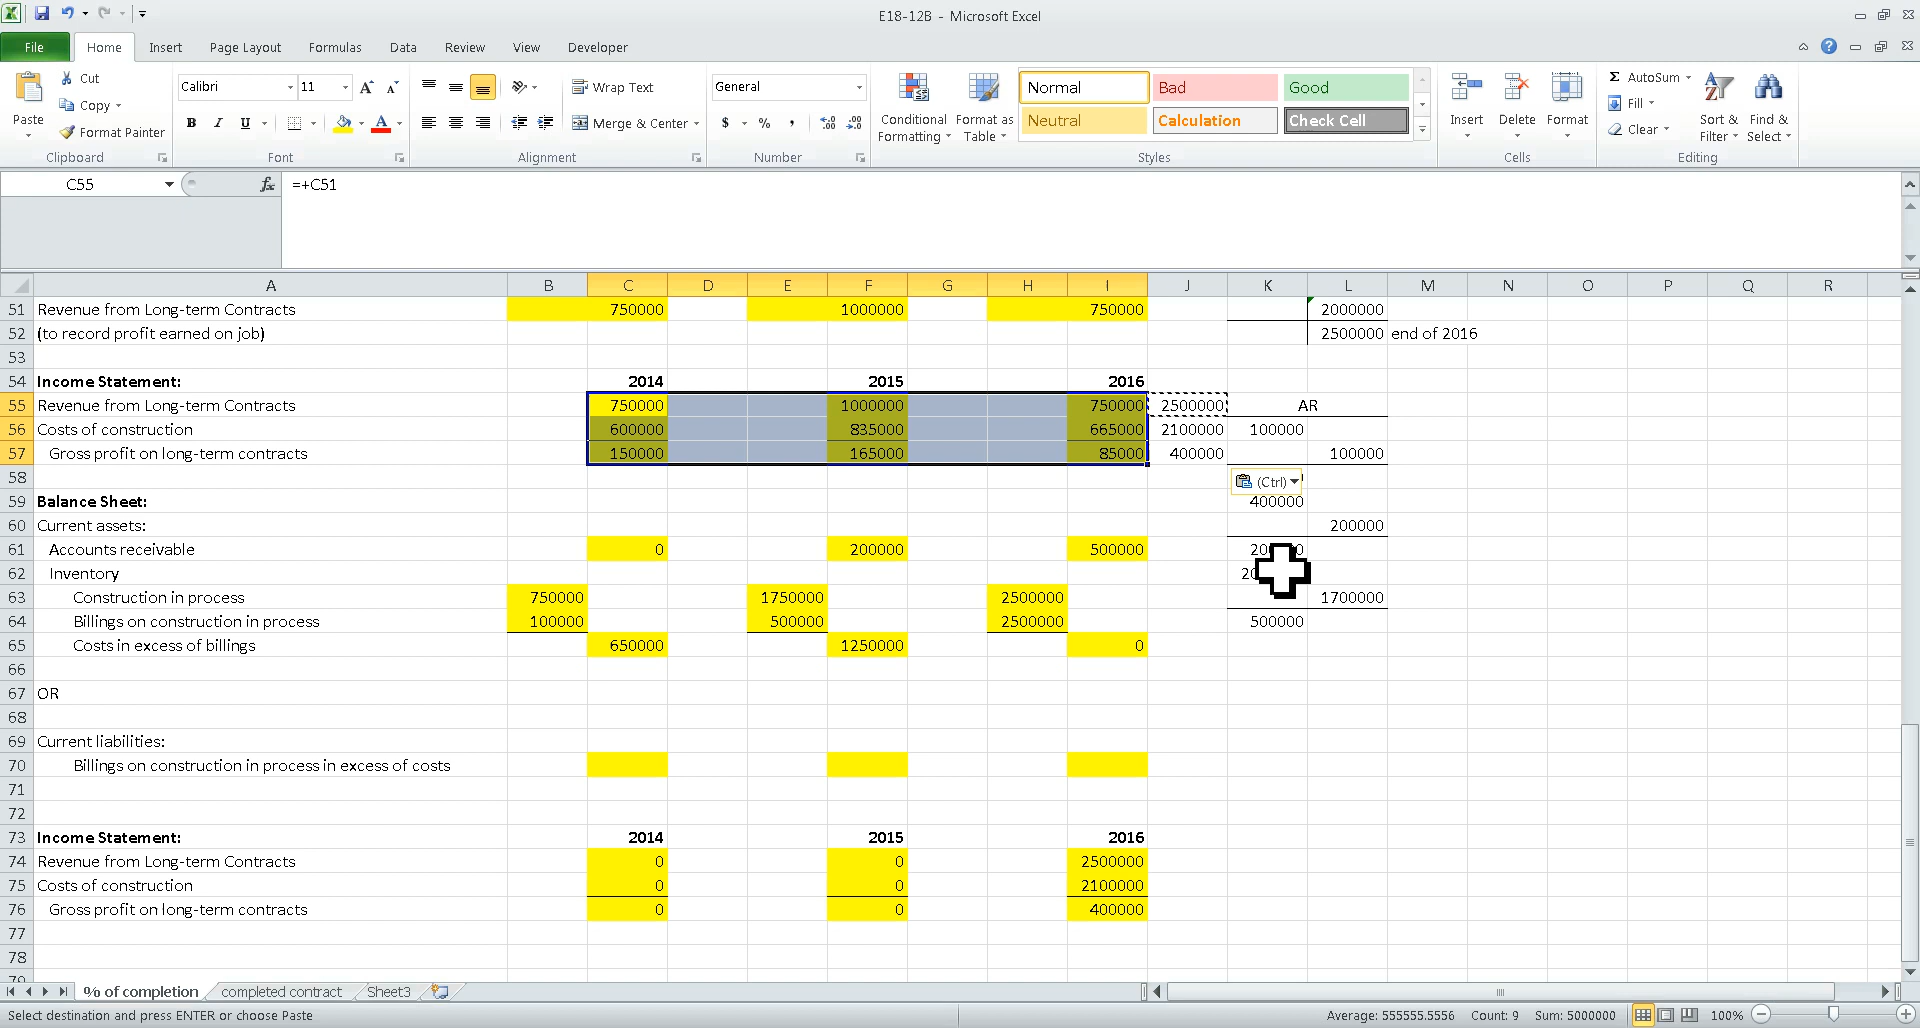 E18-12B - Microsoft Excel
File Home Insert Page Layout Formulas Data Review View Developer
Paste Cut Copy Format Painter Clipboard
Calibri 11 A A B I U A Font
Wrap Text Merge & Center Alignment
General $ % , Number
Conditional Formatting Format as Table
Normal Bad Good
Neutral Calculation Check Cell
Styles
Insert Delete Format Cells
Σ AutoSum Fill Clear Sort & Filter Find & Select Editing
C55 fx =+C51
A B C D E F G H I J K L M N O P Q R
51 Revenue from Long-term Contracts 750000 1000000 750000 2000000
52 (to record profit earned on job) 2500000 end of 2016
53
54 Income Statement: 2014 2015 2016
55 Revenue from Long-term Contracts 750000 1000000 750000 2500000 AR
56 Costs of construction 600000 835000 665000 2100000 100000
57 Gross profit on long-term contracts 150000 165000 85000 400000 100000
58 (Ctrl)
59 Balance Sheet: 400000
60 Current assets: 200000
61 Accounts receivable 0 200000 500000
62 Inventory
63 Construction in process 750000 1750000 2500000 1700000
64 Billings on construction in process 100000 500000 2500000 500000
65 Costs in excess of billings 650000 1250000 0
66
67 OR
68
69 Current liabilities:
70 Billings on construction in process in excess of costs
71
72
73 Income Statement: 2014 2015 2016
74 Revenue from Long-term Contracts 0 0 2500000
75 Costs of construction 0 0 2100000
76 Gross profit on long-term contracts 0 0 400000
77
78
79
% of completion completed contract Sheet3
Select destination and press ENTER or choose Paste Average: 555555.5556 Count: 9 Sum: 5000000 100%